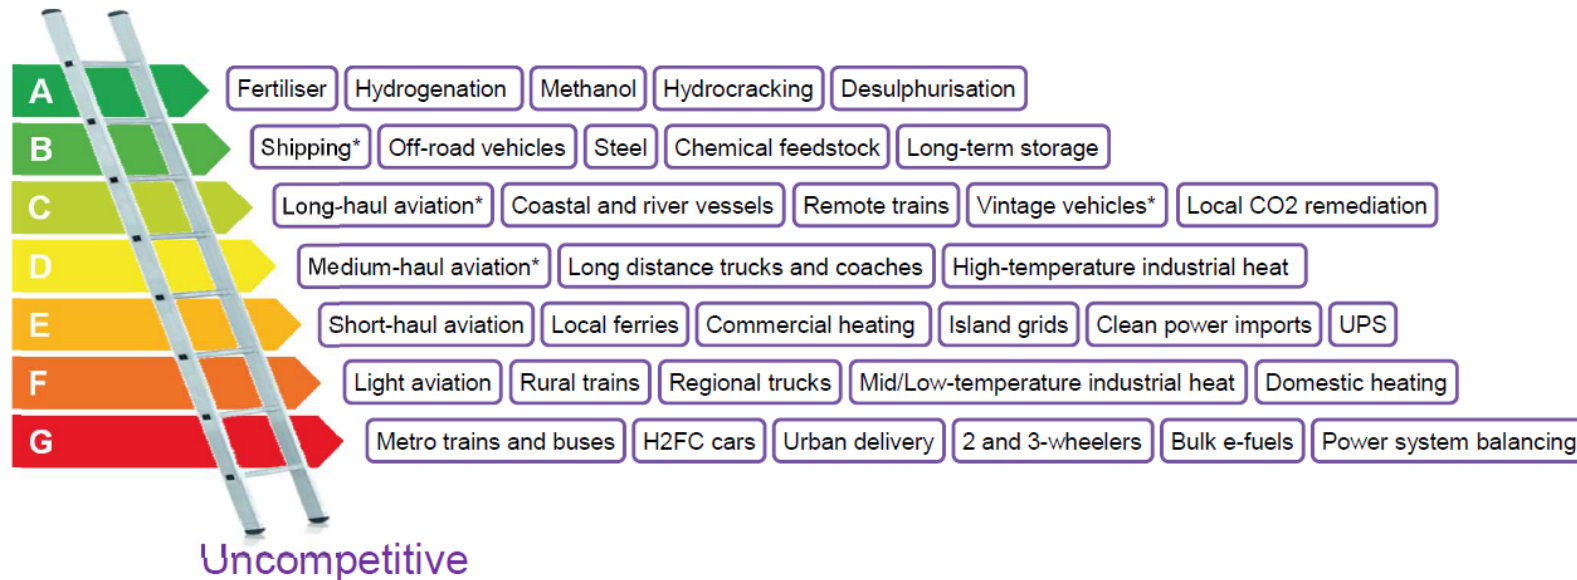 A Fertiliser Hydrogenation Methanol Hydrocracking Desulphurisation
B Shipping* Off-road vehicles Steel Chemical feedstock Long-term storage
C Long-haul aviation* Coastal and river vessels Remote trains Vintage vehicles* Local CO2 remediation
D Medium-haul aviation* Long distance trucks and coaches High-temperature industrial heat
E Short-haul aviation Local ferries Commercial heating Island grids Clean power imports UPS
F Light aviation Rural trains Regional trucks Mid/Low-temperature industrial heat Domestic heating
G Metro trains and buses H2FC cars Urban delivery 2 and 3-wheelers Bulk e-fuels Power system balancing
Uncompetitive